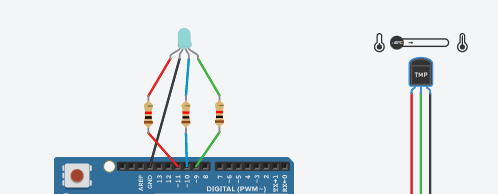 -40°C
TMP
AREF
GND
13
12
~11
~10
~9
8
7
~6
~5
4
~3
2
TX→1
RX←0
DIGITAL (PWM~)